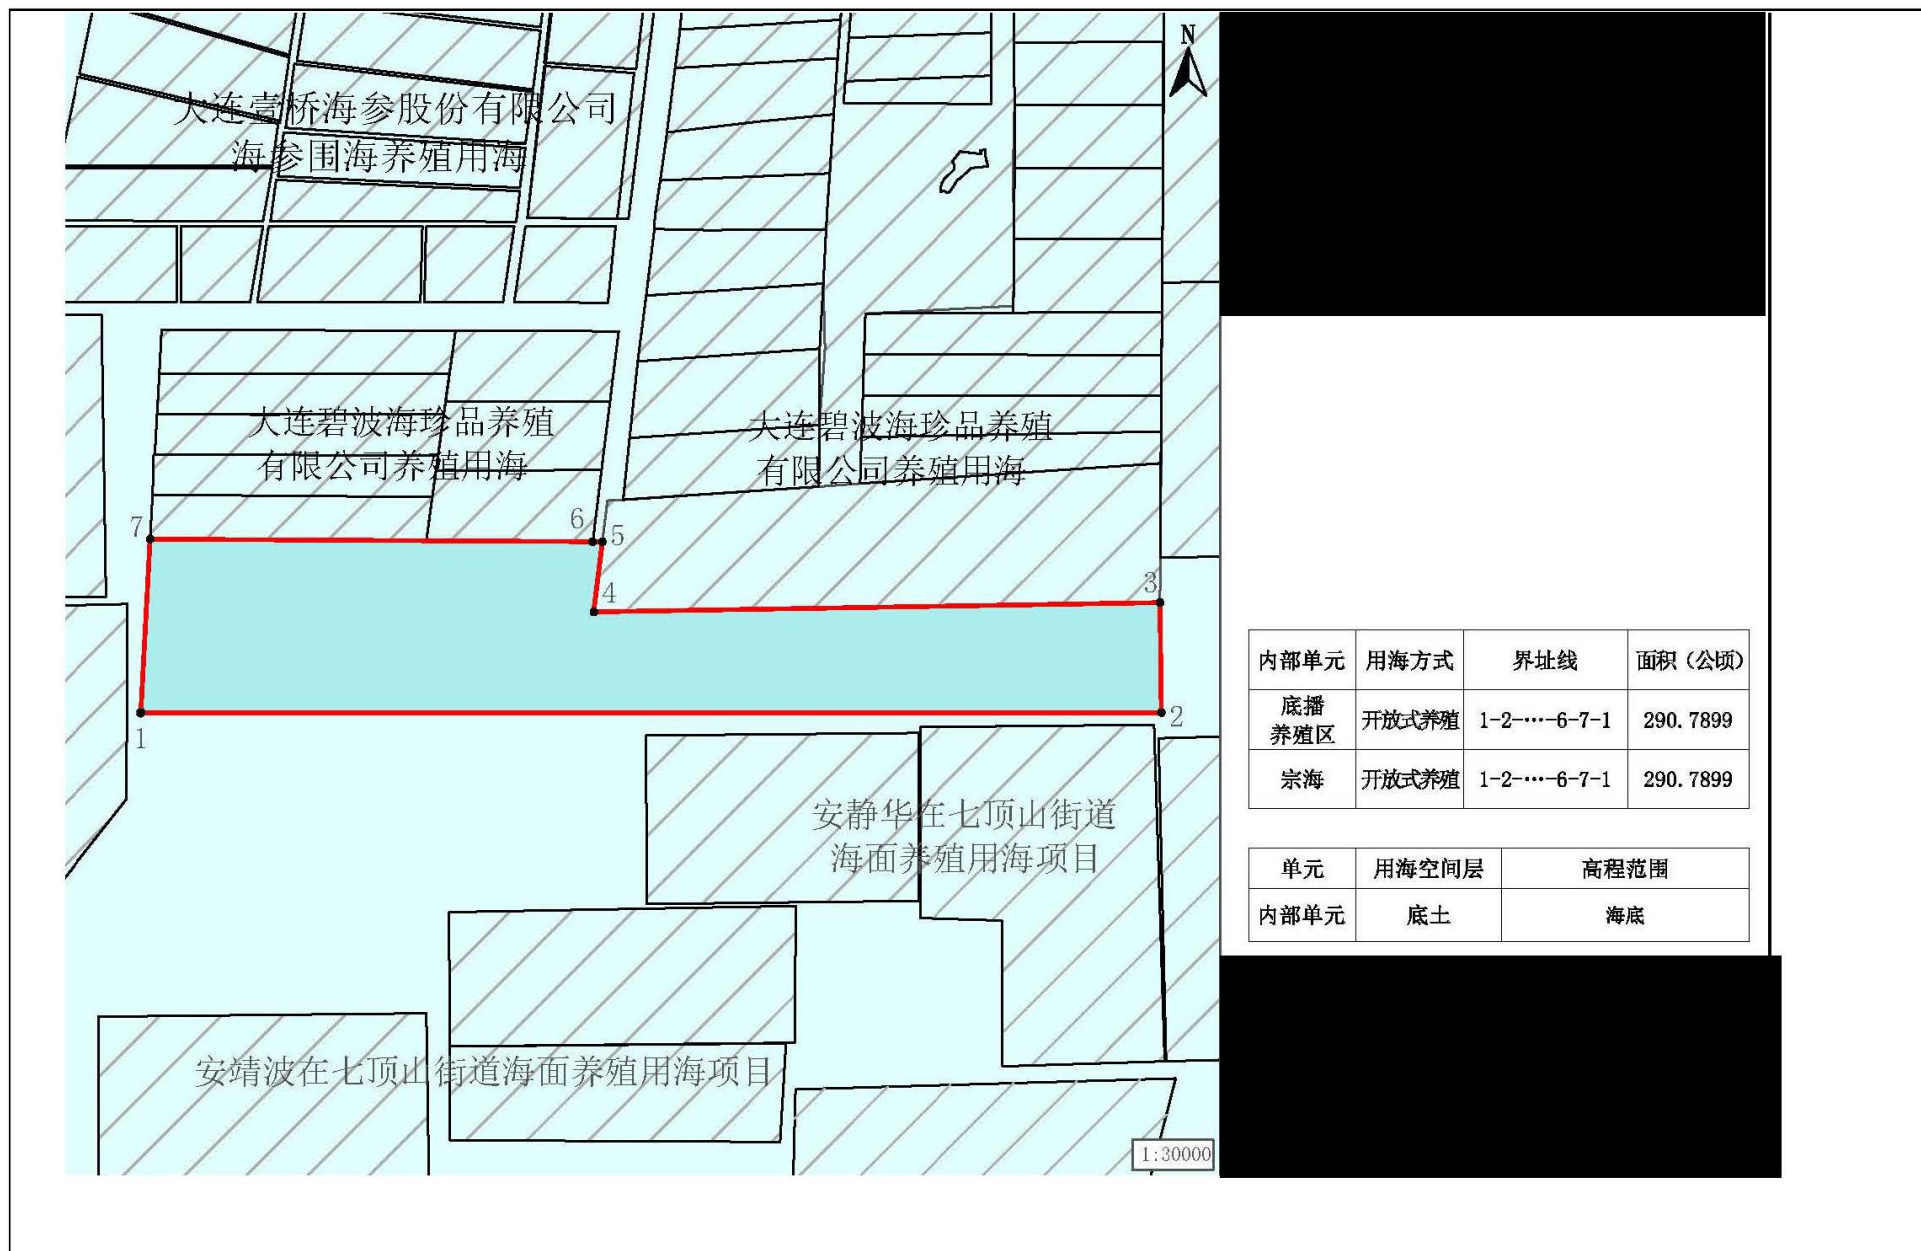 N
大连壹桥海参股份有限公司
海参围海养殖用海
大连碧波海珍品养殖
有限公司养殖用海
大连碧波海珍品养殖
有限公司养殖用海
7
6
5
4
3
1
2
内部单元 用海方式 界址线 面积（公顷）
底播
养殖区 开放式养殖 1-2-…-6-7-1 290.7899
宗海 开放式养殖 1-2-…-6-7-1 290.7899
安静华在七顶山街道
海面养殖用海项目
单元 用海空间层 高程范围
内部单元 底土 海底
安靖波在七顶山街道海面养殖用海项目
1:30000